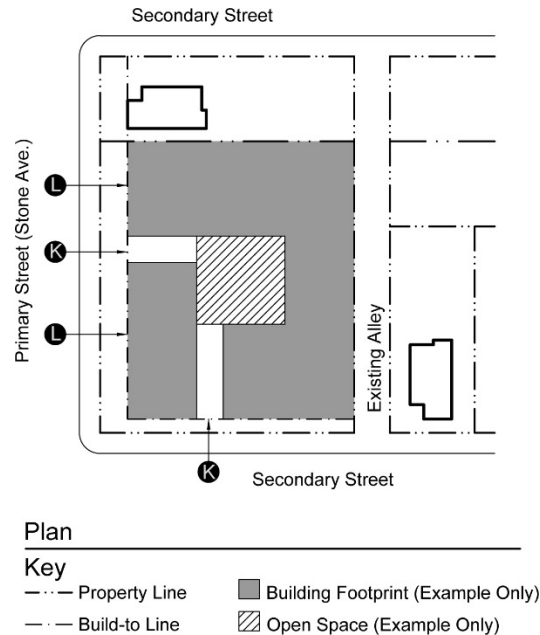 Secondary Street
Primary Street (Stone Ave.)
L
K
L
Existing Alley
K
Secondary Street
Plan
Key
Property Line
Building Footprint (Example Only)
Build-to Line
Open Space (Example Only)